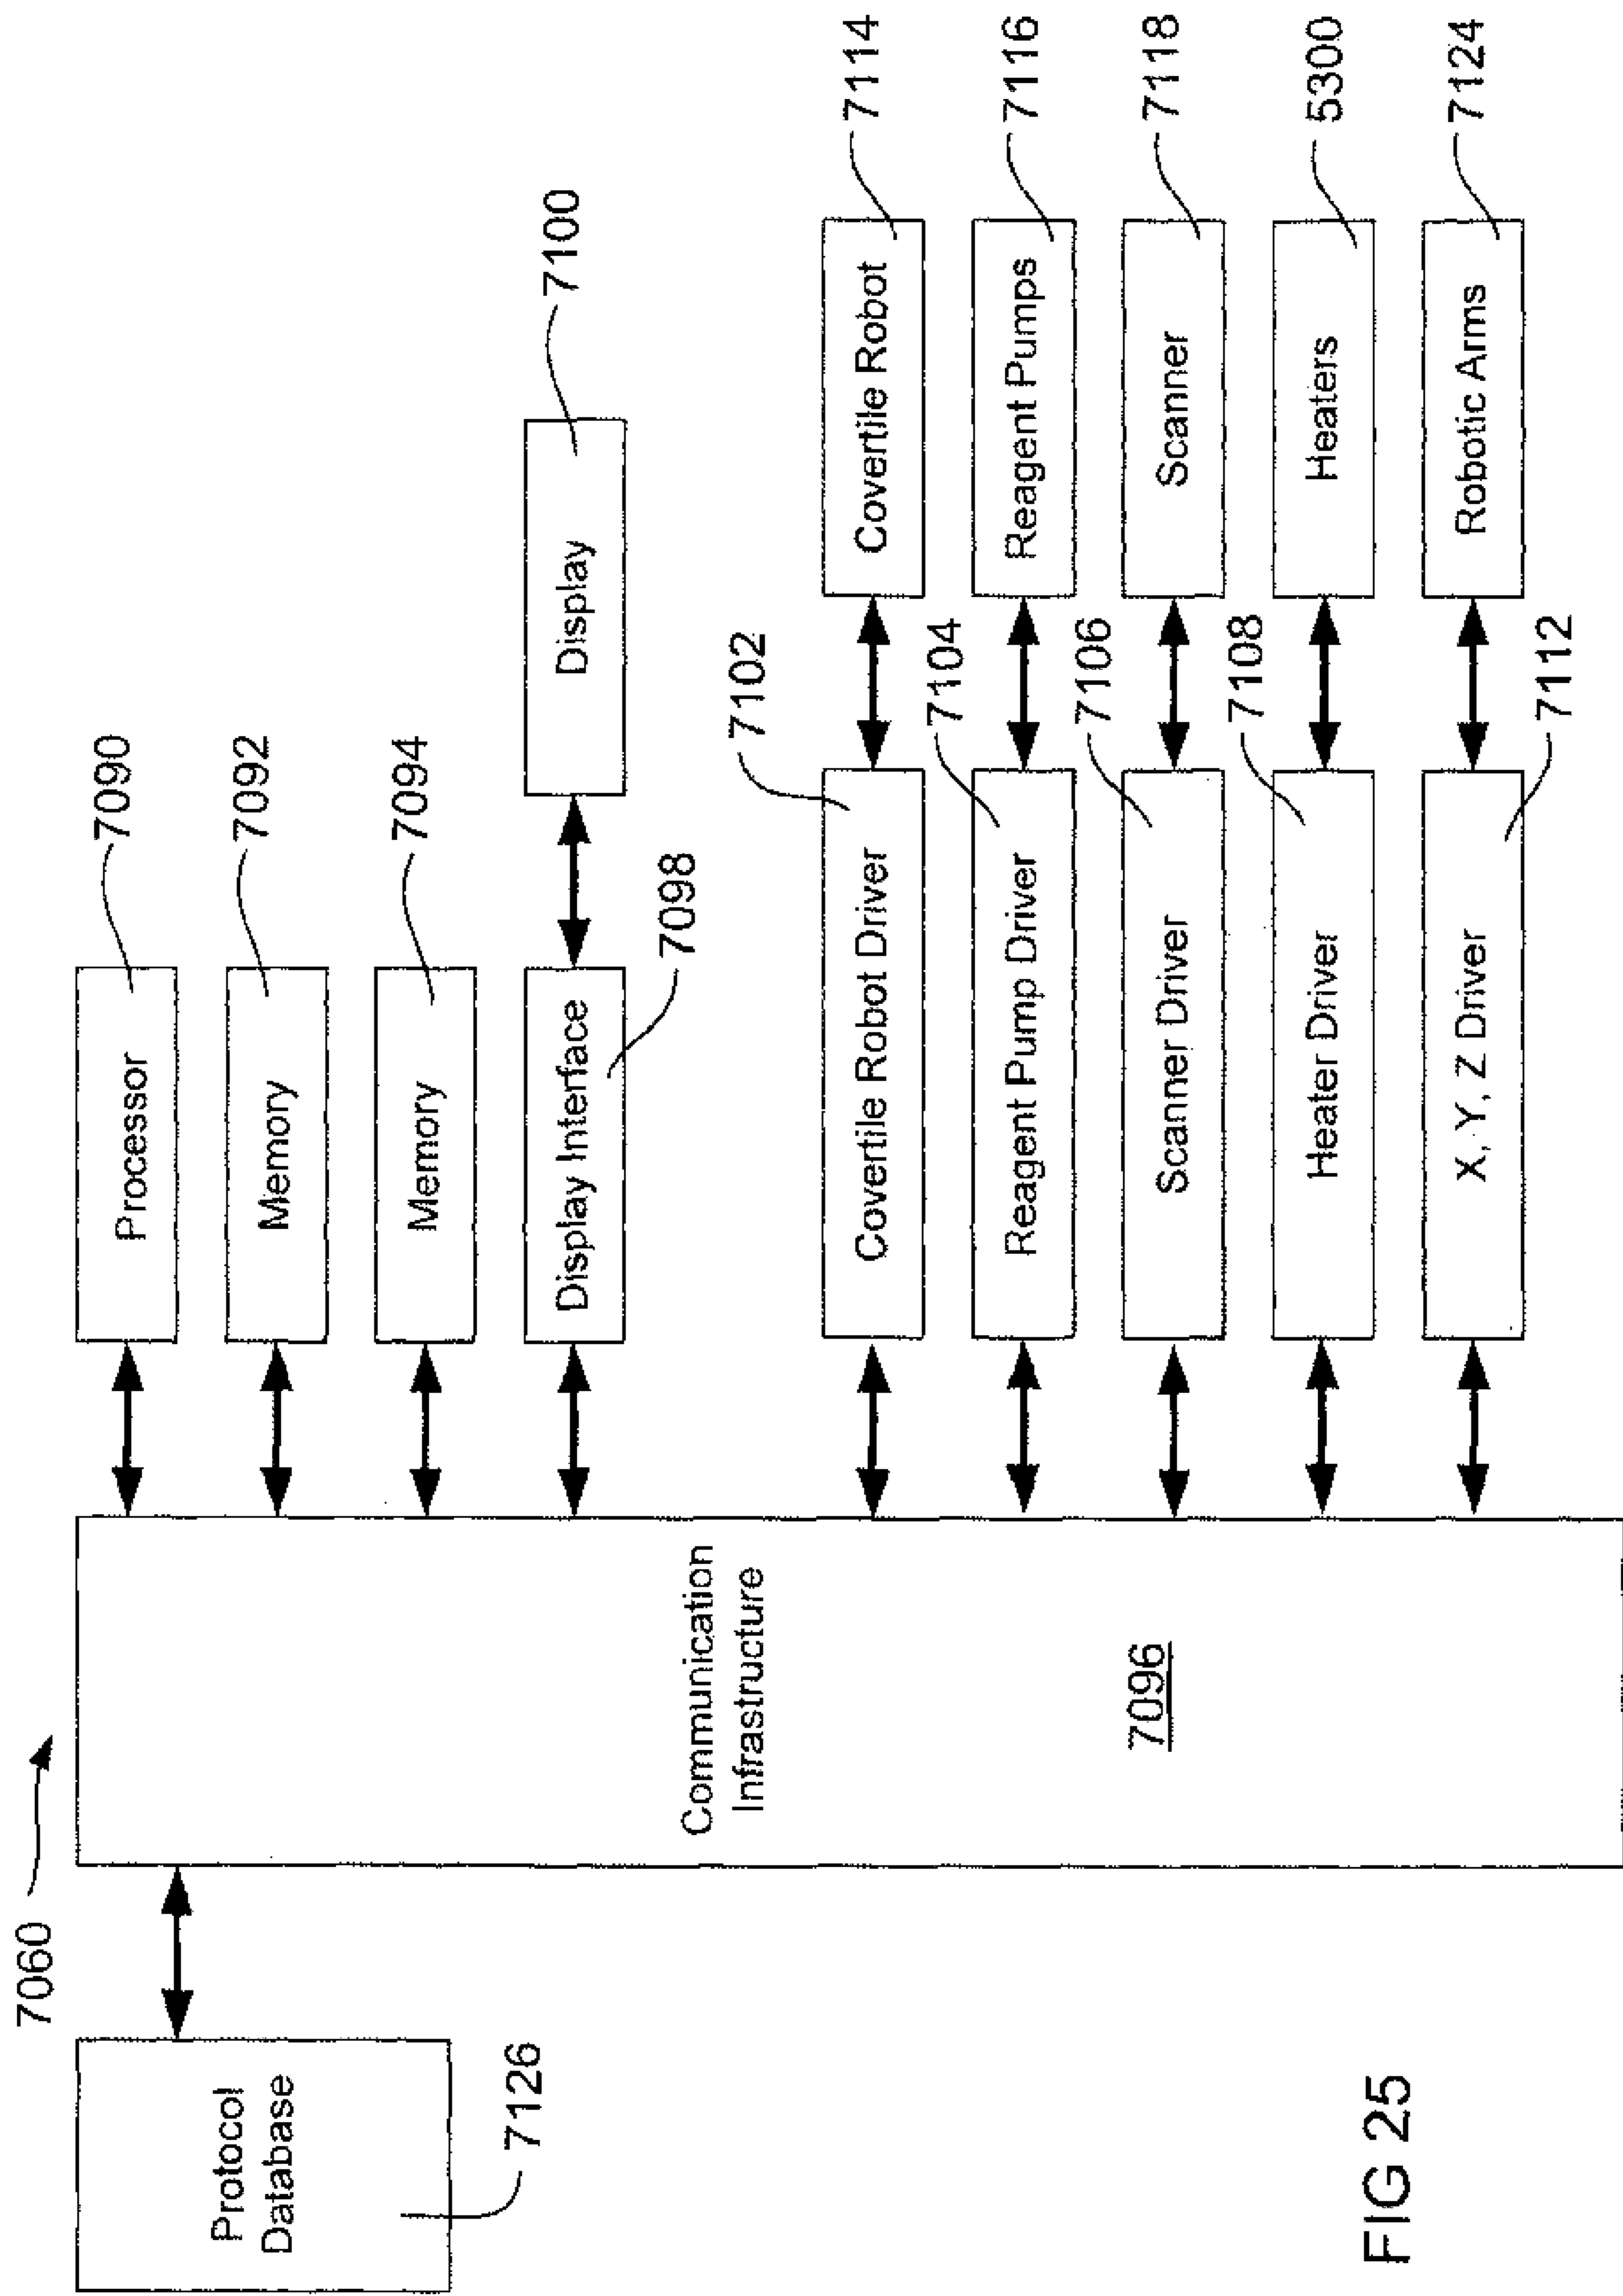 7060
Protocol
Database
7126
Communication
Infrastructure
7096
Processor
7090
Memory
7092
Memory
7094
Display Interface
7098
Display
7100
Covertile Robot Driver
7102
Covertile Robot
7114
Reagent Pump Driver
7104
Reagent Pumps
7116
Scanner Driver
7106
Scanner
7118
Heater Driver
7108
Heaters
5300
X, Y, Z Driver
7112
Robotic Arms
7124
FIG 25